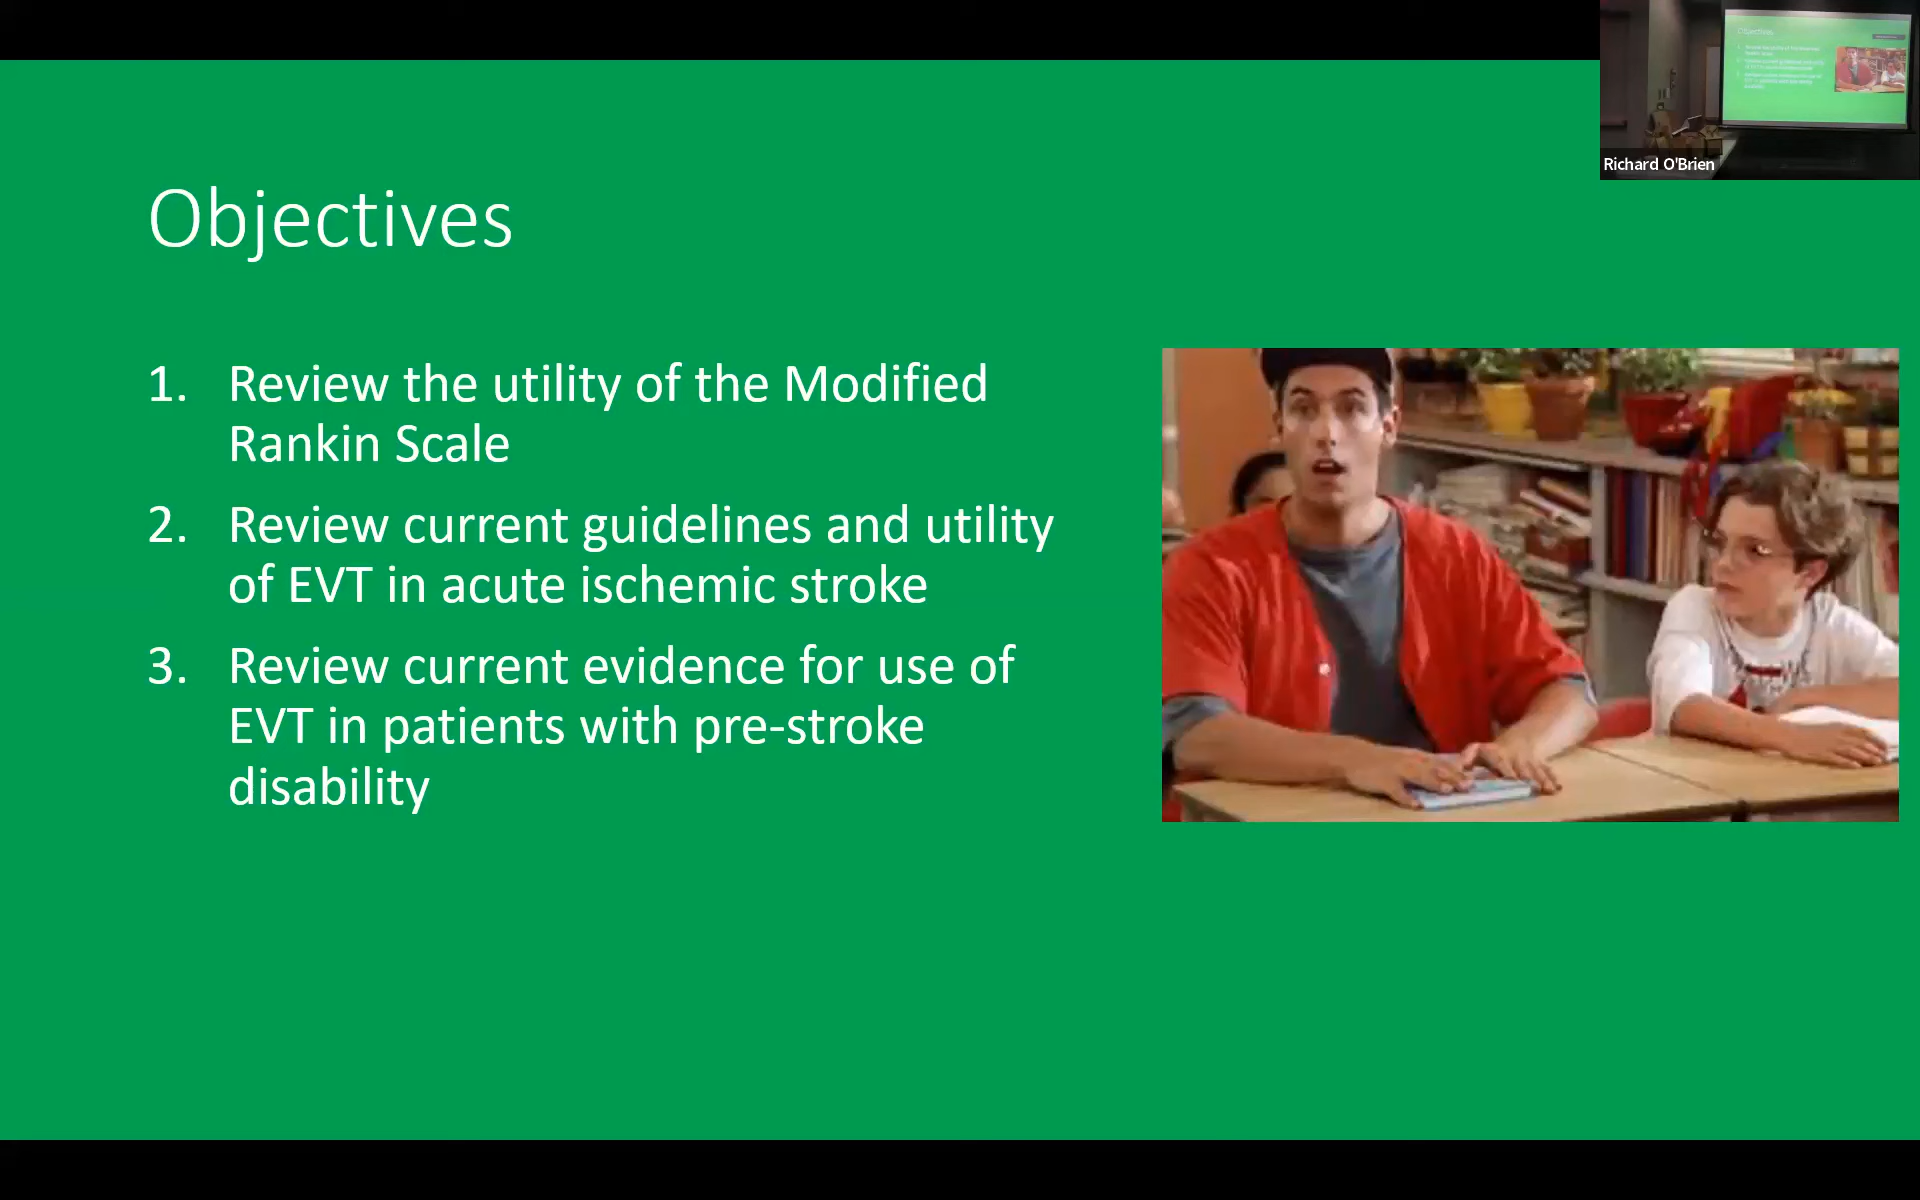 Objectives
1. Review the utility of the Modified
Rankin Scale
2. Review current guidelines and utility
of EVT in acute ischemic stroke
3. Review current evidence for use of
EVT in patients with pre-stroke
disability
Richard O'Brien